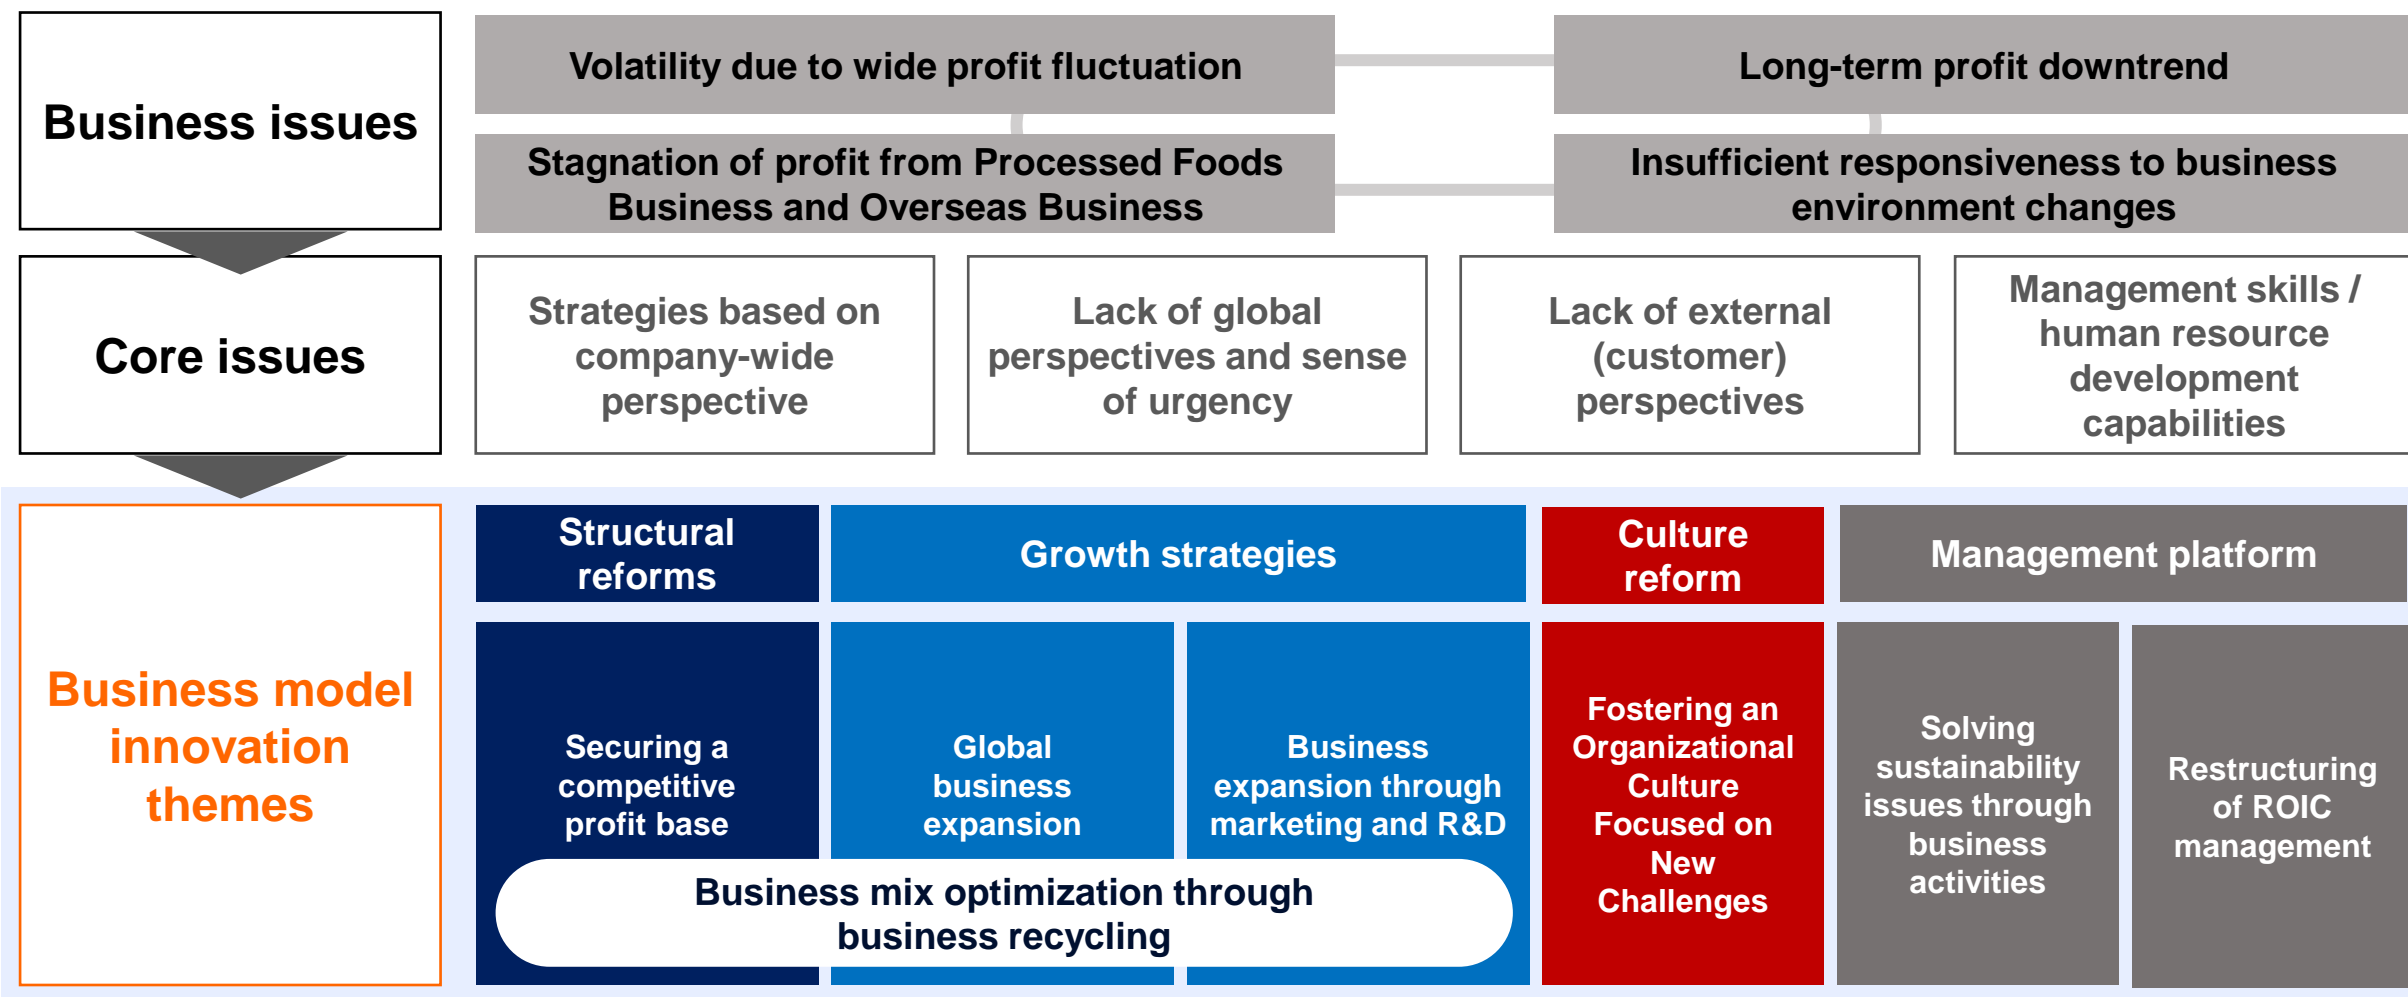 Business issues
Volatility due to wide profit fluctuation
Long-term profit downtrend
Stagnation of profit from Processed Foods
Business and Overseas Business
Insufficient responsiveness to business
environment changes
Core issues
Strategies based on
company-wide
perspective
Lack of global
perspectives and sense
of urgency
Lack of external
(customer)
perspectives
Management skills /
human resource
development
capabilities
Business model
innovation
themes
Structural
reforms
Growth strategies
Culture
reform
Management platform
Securing a
competitive
profit base
Global
business
expansion
Business
expansion through
marketing and R&D
Business mix optimization through
business recycling
Fostering an
Organizational
Culture
Focused on
New
Challenges
Solving
sustainability
issues through
business
activities
Restructuring
of ROIC
management